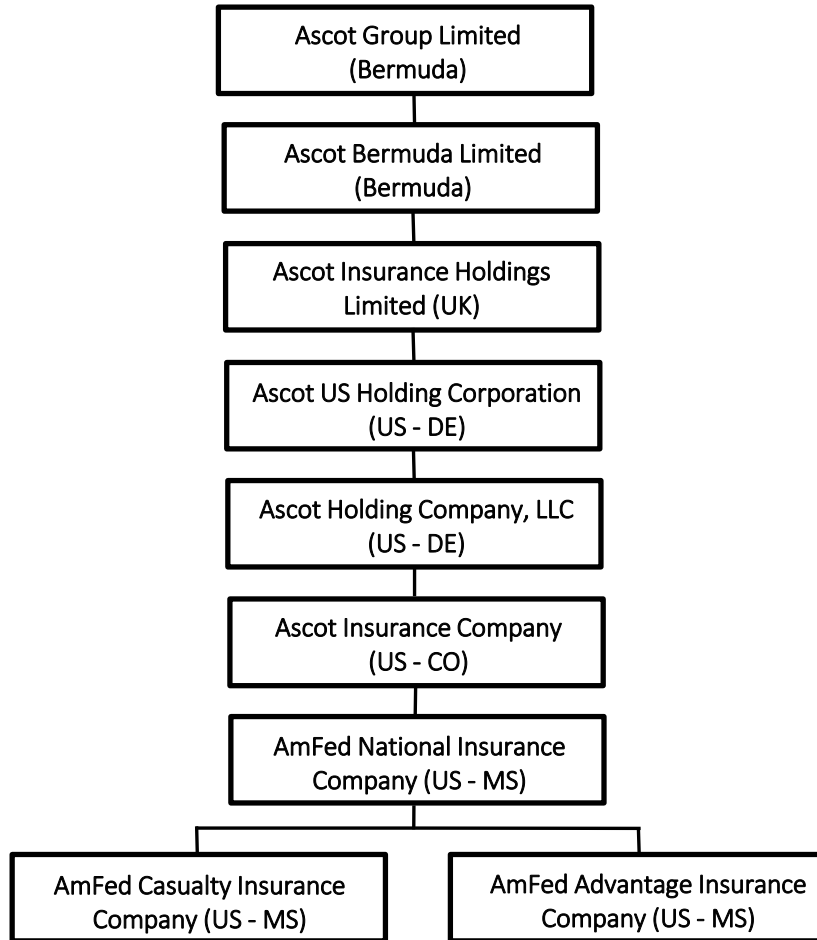 Ascot Group Limited
(Bermuda)
Ascot Bermuda Limited
(Bermuda)
Ascot Insurance Holdings
Limited (UK)
Ascot US Holding Corporation
(US - DE)
Ascot Holding Company, LLC
(US - DE)
Ascot Insurance Company
(US - CO)
AmFed National Insurance
Company (US - MS)
AmFed Casualty Insurance
Company (US - MS)
AmFed Advantage Insurance
Company (US - MS)